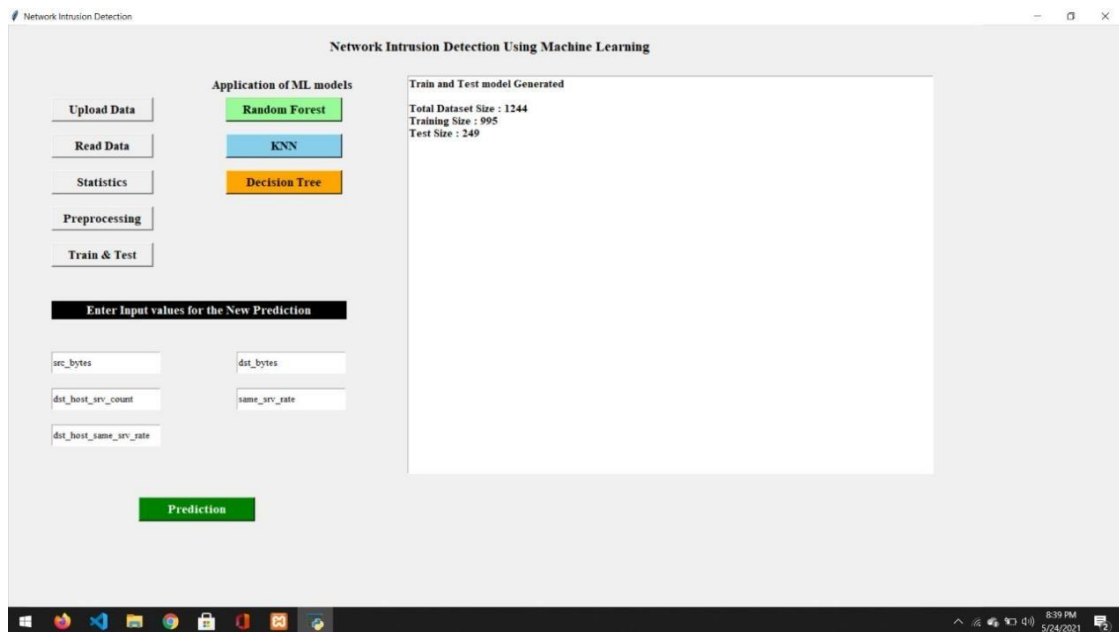 Network Intrusion Detection
Network Intrusion Detection Using Machine Learning
Application of ML models
Upload Data
Random Forest
Read Data
KNN
Statistics
Decision Tree
Preprocessing
Train & Test
Train and Test model Generated
Total Dataset Size : 1244
Training Size : 995
Test Size : 249
Enter Input values for the New Prediction
src_bytes
dst_bytes
dst_host_srv_count
same_srv_rate
dst_host_same_srv_rate
Prediction
8:39 PM
5/24/2021
2